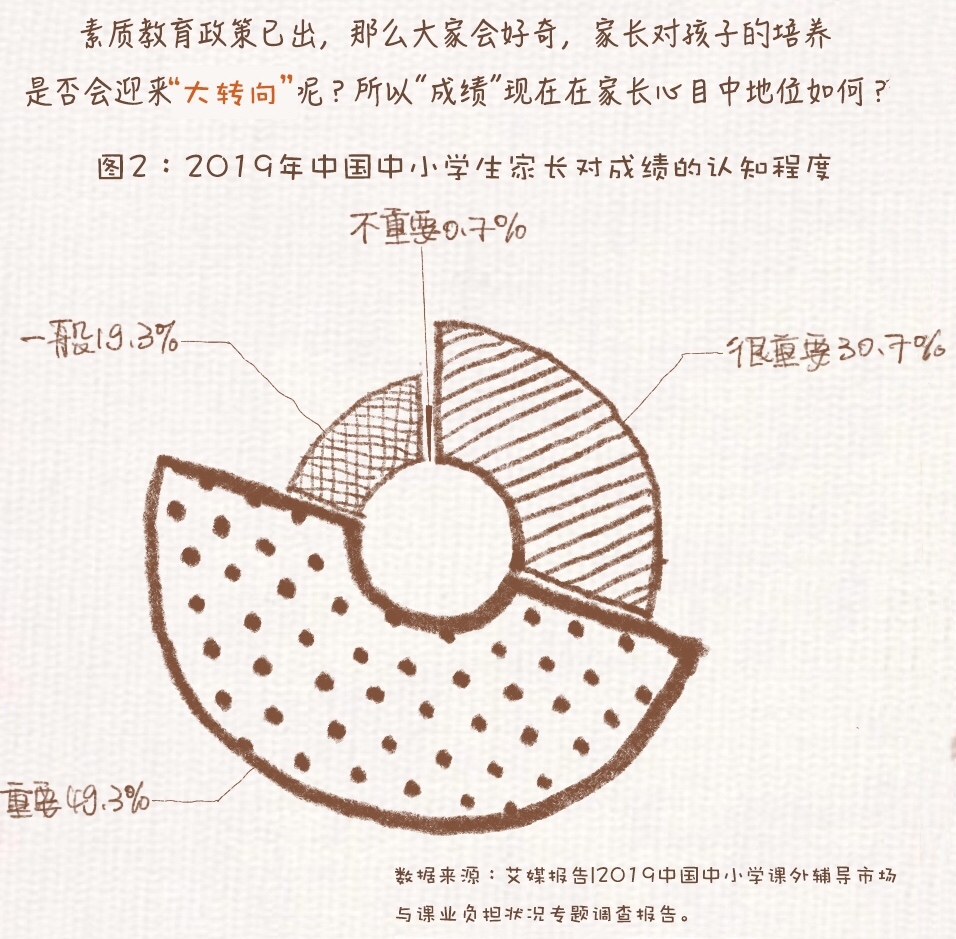 素质教育政策已出，那么大家会好奇，家长对孩子的培养
是否会迎来“大转向”呢？所以“成绩”现在在家长心目中地位如何？
图2：2019年中国中小学生家长对成绩的认知程度
不重要0.7%
一般19.3%
很重要30.7%
重要49.3%
数据来源：艾媒报告|2019中国中小学课外辅导市场
与课业负担状况专题调查报告。